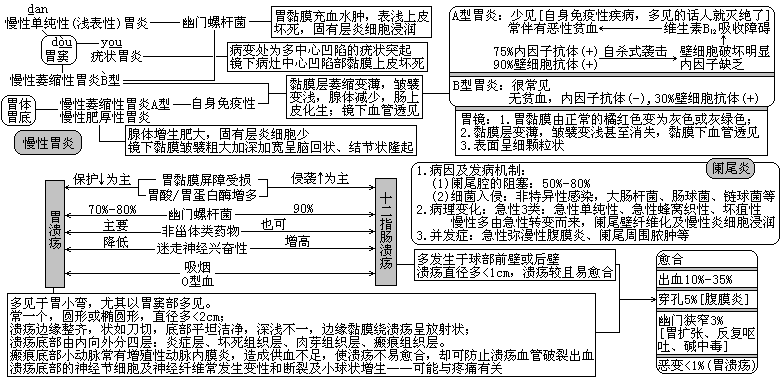 dan
慢性单纯性(浅表性)胃炎
幽门螺杆菌
胃黏膜充血水肿，表浅上皮
坏死，固有层炎细胞浸润
dòu
胃窦
you
疣状胃炎
病变处为多中心凹陷的疣状突起
镜下病灶中心凹陷部黏膜上皮坏死
慢性萎缩性胃炎B型
胃体
胃底
慢性萎缩性胃炎A型
慢性肥厚性胃炎
自身免疫性
黏膜层萎缩变薄，皱襞
变浅，腺体减少，肠上
皮化生；镜下血管透见
慢性胃炎
腺体增生肥大，固有层炎细胞少
镜下黏膜皱襞粗大加深加宽呈脑回状、结节状隆起
A型胃炎：少见[自身免疫性疾病，多见的话人就灭绝了]
常伴有恶性贫血
维生素B₁₂吸收障碍
75%内因子抗体(+)
90%壁细胞抗体(+)
自杀式袭击
壁细胞破坏明显
内因子缺乏
B型胃炎：很常见
无贫血，内因子抗体(-),30%壁细胞抗体(+)
胃镜：1.胃黏膜由正常的橘红色变为灰色或灰绿色；
2.黏膜层变薄，皱襞变浅甚至消失，黏膜下血管透见
3.表面呈细颗粒状
阑尾炎
1.病因及发病机制：
(1)阑尾腔的阻塞：50%-80%
(2)细菌入侵：非特异性感染，大肠杆菌、肠球菌、链球菌等
2.病理变化：急性3类：急性单纯性、急性蜂窝织性、坏疽性
慢性多由急性转变而来，阑尾壁纤维化及慢性炎细胞浸润
3.并发症：急性弥漫性腹膜炎、阑尾周围脓肿等
胃溃疡
十二指肠溃疡
保护↓为主
胃黏膜屏障受损
胃酸/胃蛋白酶增多
侵袭↑为主
70%-80%
幽门螺杆菌
90%
主要
非甾体类药物
也可
降低
迷走神经兴奋性
增高
吸烟
O型血
多发生于球部前壁或后壁
溃疡直径多<1cm，溃疡较且易愈合
多见于胃小弯，尤其以胃窦部多见。
常一个，圆形或椭圆形，直径多<2cm；
溃疡边缘整齐，状如刀切，底部平坦洁净，深浅不一，边缘黏膜绕溃疡呈放射状；
溃疡底部由内向外分四层：炎症层、坏死组织层、肉芽组织层、瘢痕组织层。
瘢痕底部小动脉常有增殖性动脉内膜炎，造成供血不足，使溃疡不易愈合，却可防止溃疡血管破裂出血
溃疡底部的神经节细胞及神经纤维常发生变性和断裂及小球状增生——可能与疼痛有关
愈合
出血10%-35%
穿孔5%[腹膜炎]
幽门狭窄3%
[胃扩张、反复呕
吐、碱中毒]
恶变<1%(胃溃疡)